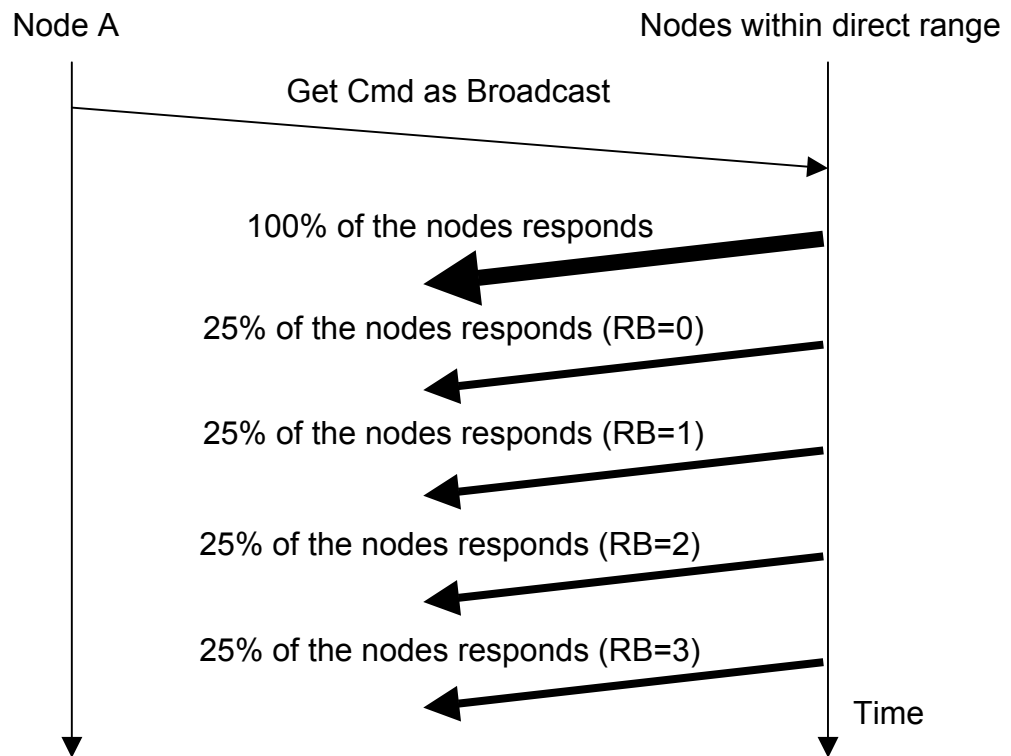 Node A
Nodes within direct range
Get Cmd as Broadcast
100% of the nodes responds
25% of the nodes responds (RB=0)
25% of the nodes responds (RB=1)
25% of the nodes responds (RB=2)
25% of the nodes responds (RB=3)
Time